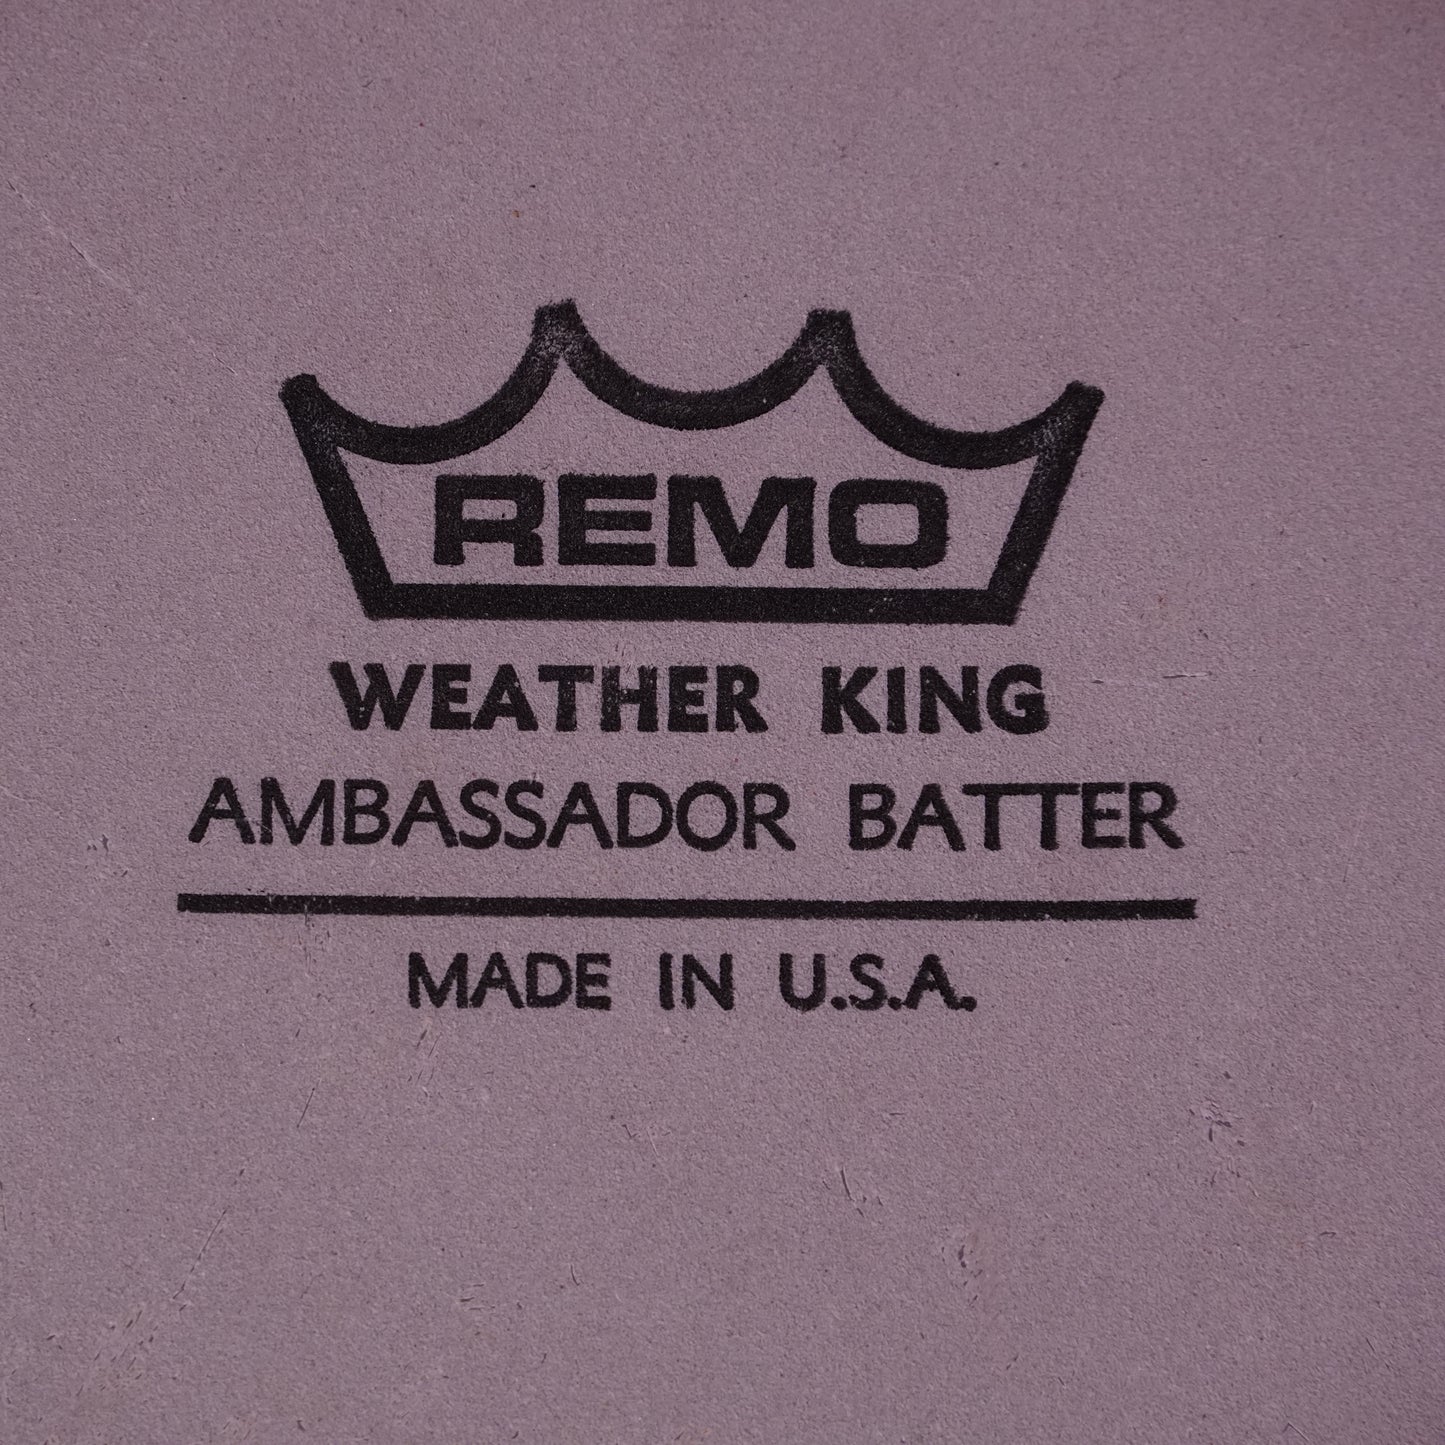 REMO
WEATHER KING
AMBASSADOR BATTER
MADE IN U.S.A.